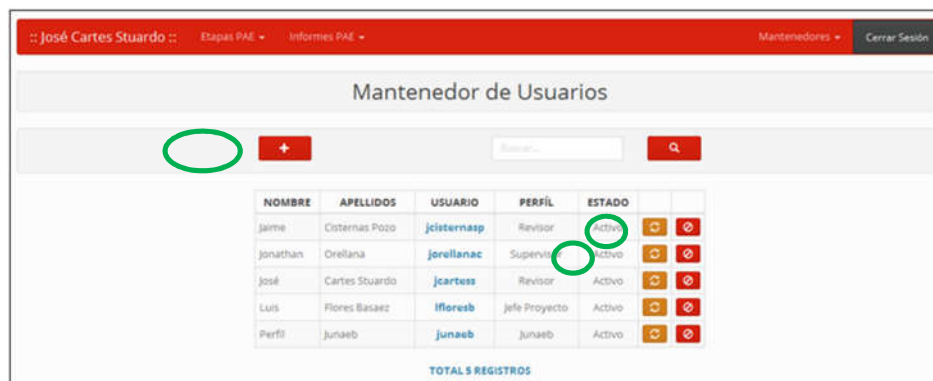 :: José Cartes Stuardo :: Etapas PAE Informes PAE Mantenedores Cerrar Sesión
Mantenedor de Usuarios
Buscar...
NOMBRE APELLIDOS USUARIO PERFÍL ESTADO
Jaime Cisternas Pozo jcisternasp Revisor Activo
Jonathan Orellana jorellanac Supervisor Activo
José Cartes Stuardo jcartess Revisor Activo
Luis Flores Basaez lfloresb Jefe Proyecto Activo
Perfil Junaeb junaeb Junaeb Activo
TOTAL 5 REGISTROS